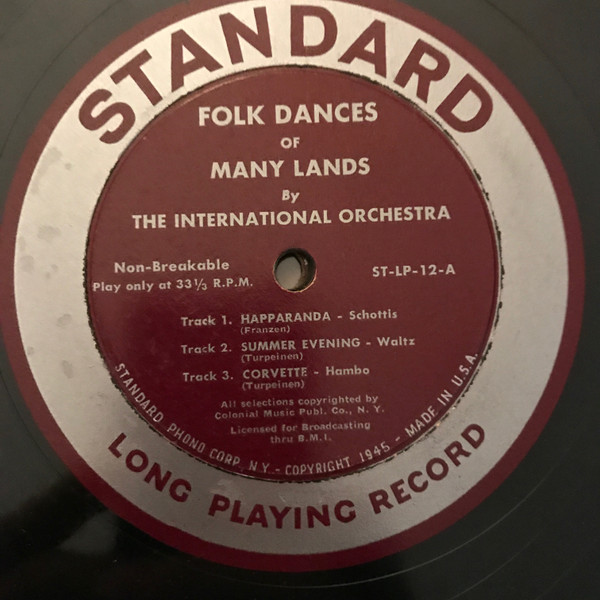 STANDARD
FOLK DANCES
OF
MANY LANDS
By
THE INTERNATIONAL ORCHESTRA
Non-Breakable
Play only at 33⅓ R.P.M.
ST-LP-12-A
Track 1. HAPPARANDA - Schottis
(Franzen)
Track 2. SUMMER EVENING - Waltz
(Turpeinen)
Track 3. CORVETTE - Hambo
(Turpeinen)
All selections copyrighted by
Colonial Music Publ. Co., N. Y.
Licensed for Broadcasting
thru B.M.I.
STANDARD PHONO CORP., N.Y. - COPYRIGHT 1945 - MADE IN U.S.A.
LONG PLAYING RECORD